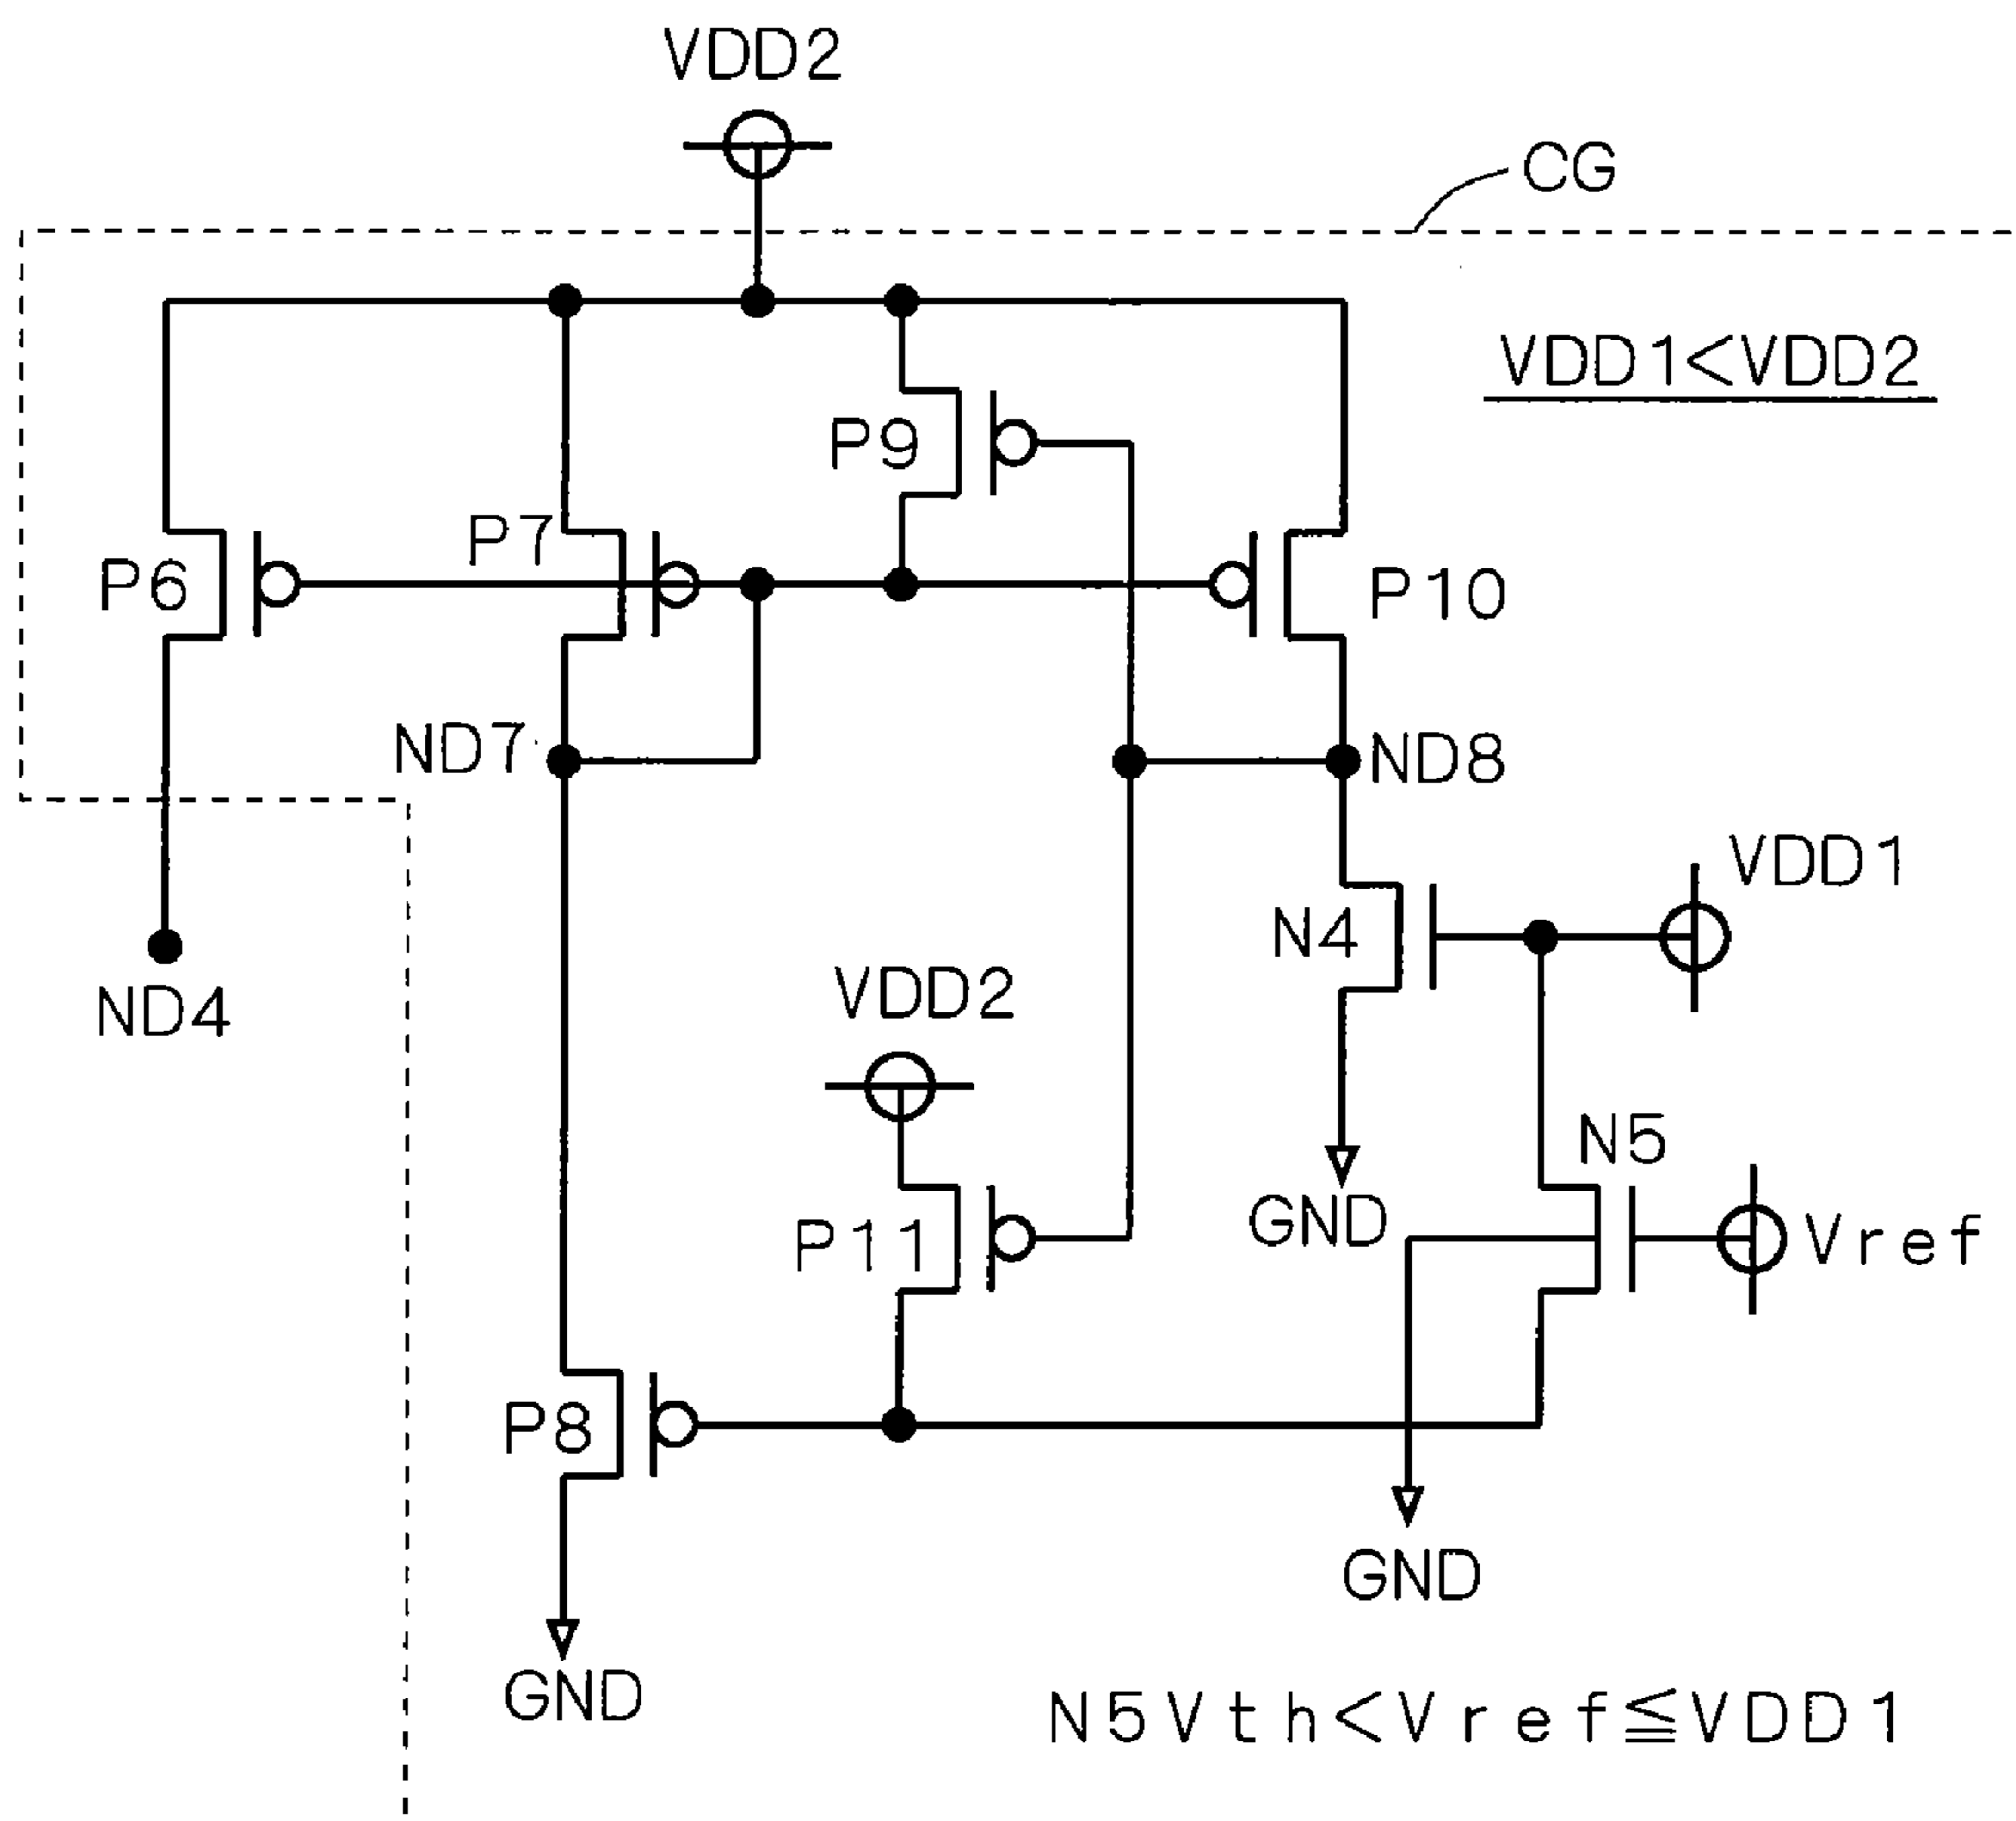 VDD2
CG
VDD1<VDD2
P9
P7
P6
P10
ND7
ND8
VDD1
N4
VDD2
ND4
N5
GND
P11
Vref
P8
GND
GND
N5Vth<Vref≦VDD1